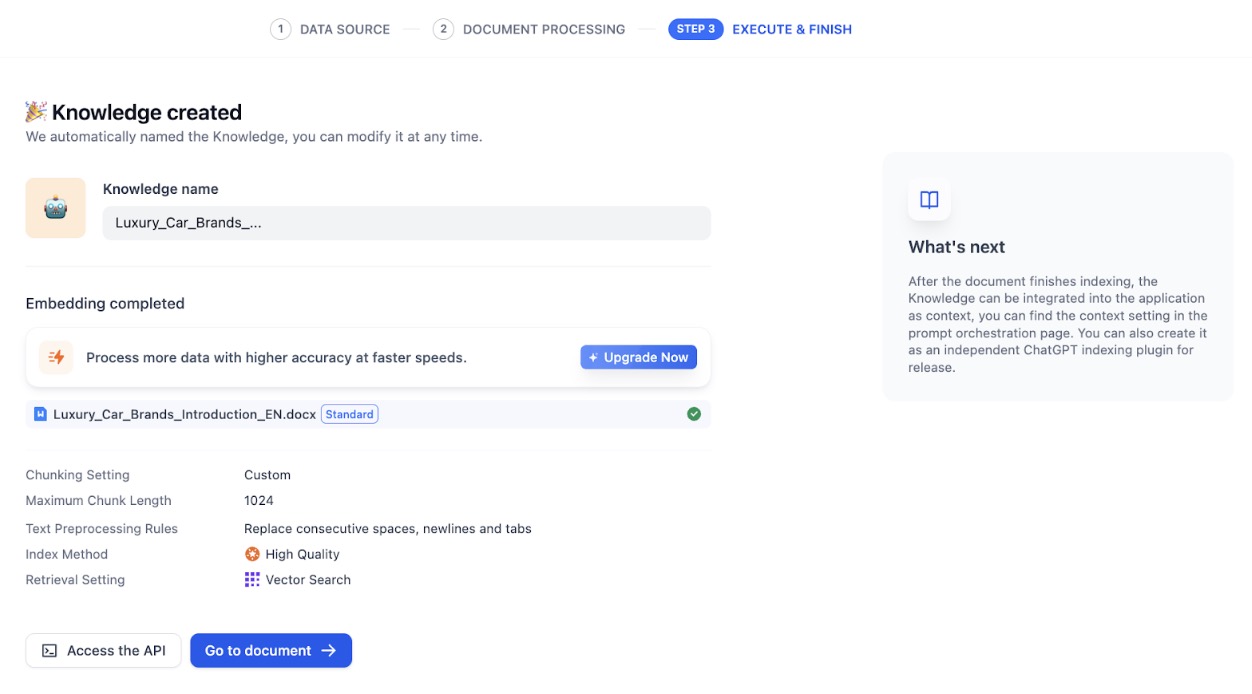 1 DATA SOURCE
2 DOCUMENT PROCESSING
STEP 3 EXECUTE & FINISH
Knowledge created
We automatically named the Knowledge, you can modify it at any time.
Knowledge name
Luxury_Car_Brands_...
Embedding completed
Process more data with higher accuracy at faster speeds.
Upgrade Now
Luxury_Car_Brands_Introduction_EN.docx Standard
Chunking Setting Custom
Maximum Chunk Length 1024
Text Preprocessing Rules Replace consecutive spaces, newlines and tabs
Index Method High Quality
Retrieval Setting Vector Search
Access the API
Go to document
What's next
After the document finishes indexing, the
Knowledge can be integrated into the application
as context, you can find the context setting in the
prompt orchestration page. You can also create it
as an independent ChatGPT indexing plugin for
release.